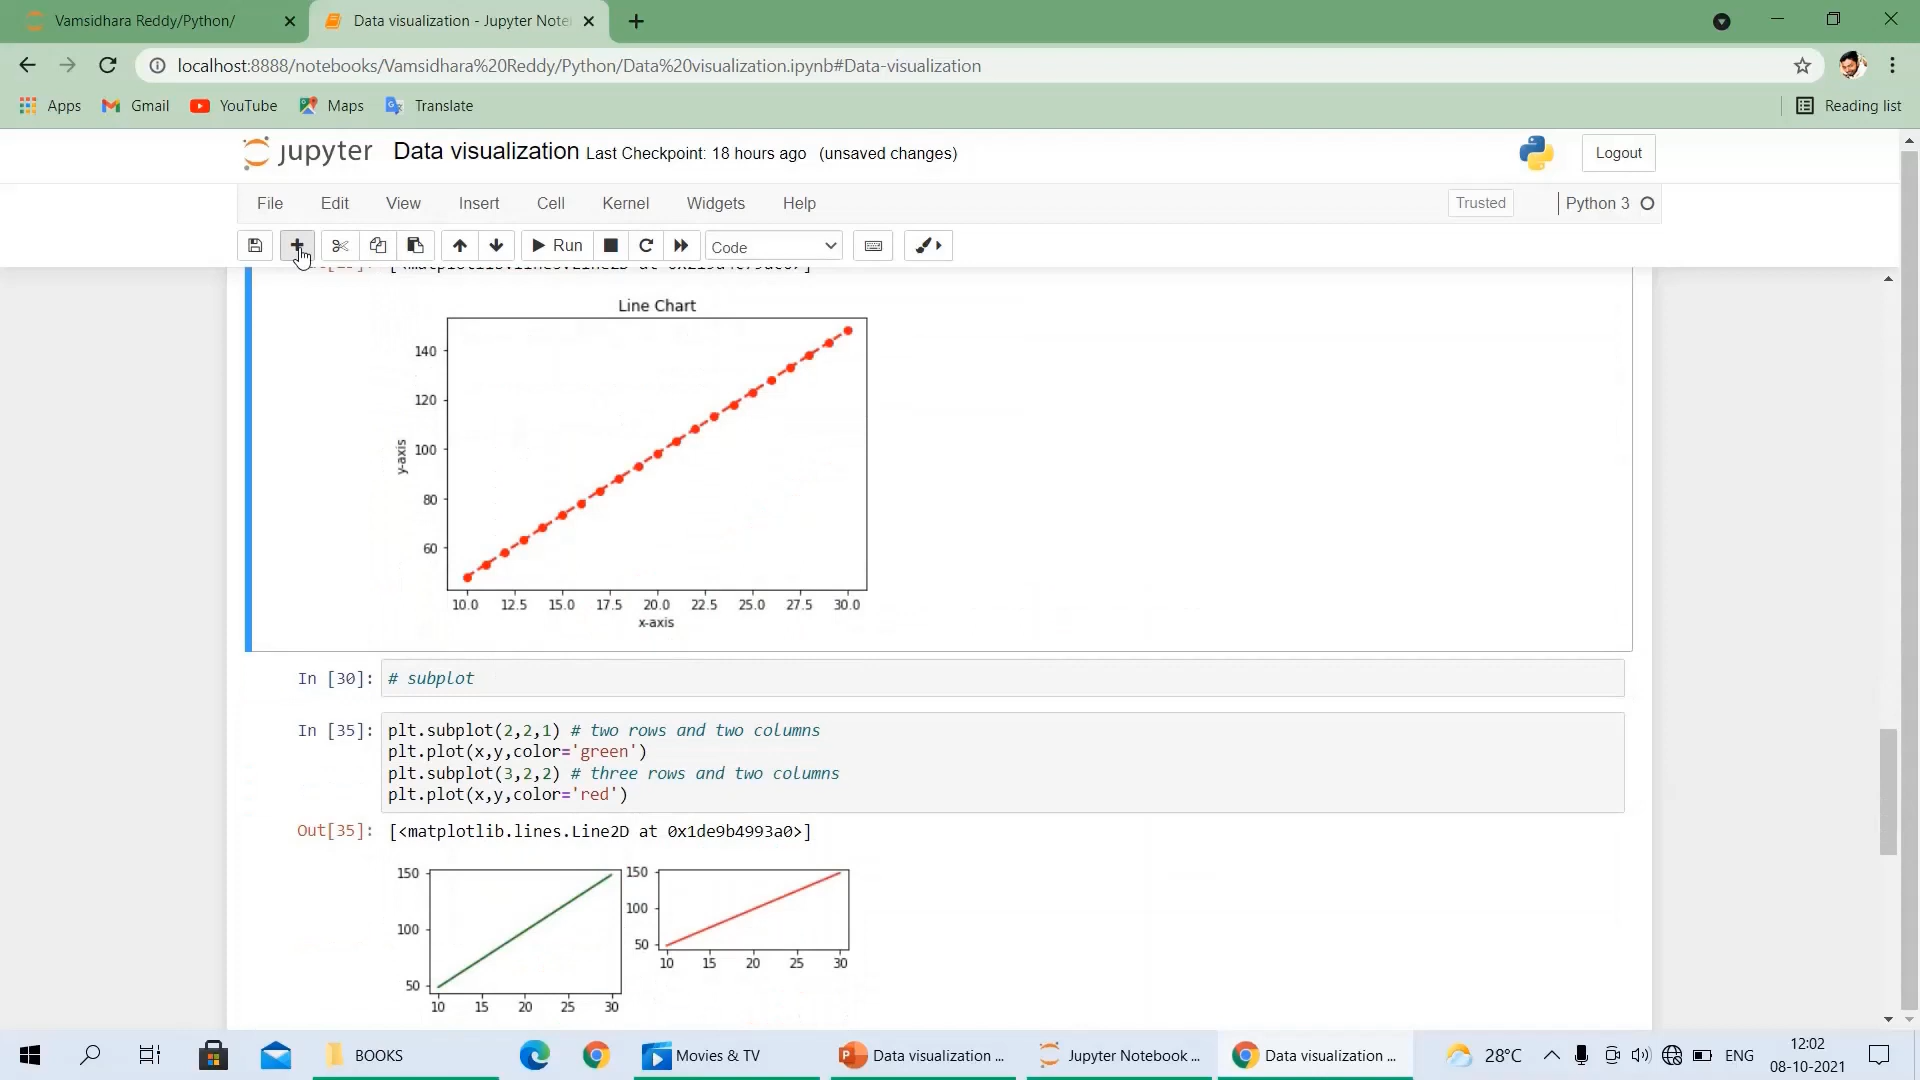 Vamsidhara Reddy/Python/
Data visualization - Jupyter Note
localhost:8888/notebooks/Vamsidhara%20Reddy/Python/Data%20visualization.ipynb#Data-visualization
Apps
Gmail
YouTube
Maps
Translate
Reading list
jupyter
Data visualization
Last Checkpoint: 18 hours ago
(unsaved changes)
Logout
File
Edit
View
Insert
Cell
Kernel
Widgets
Help
Trusted
Python 3
Run
Code
Line Chart
140
120
100
80
60
y-axis
10.0
12.5
15.0
17.5
20.0
22.5
25.0
27.5
30.0
x-axis
In [30]:
# subplot
In [35]:
plt.subplot(2,2,1) # two rows and two columns
plt.plot(x,y,color='green')
plt.subplot(3,2,2) # three rows and two columns
plt.plot(x,y,color='red')
Out[35]:
[<matplotlib.lines.Line2D at 0x1de9b4993a0>]
150
100
50
10
15
20
25
30
150
100
50
10
15
20
25
30
BOOKS
Movies & TV
Data visualization ...
Jupyter Notebook ...
Data visualization ...
28°C
ENG
12:02
08-10-2021